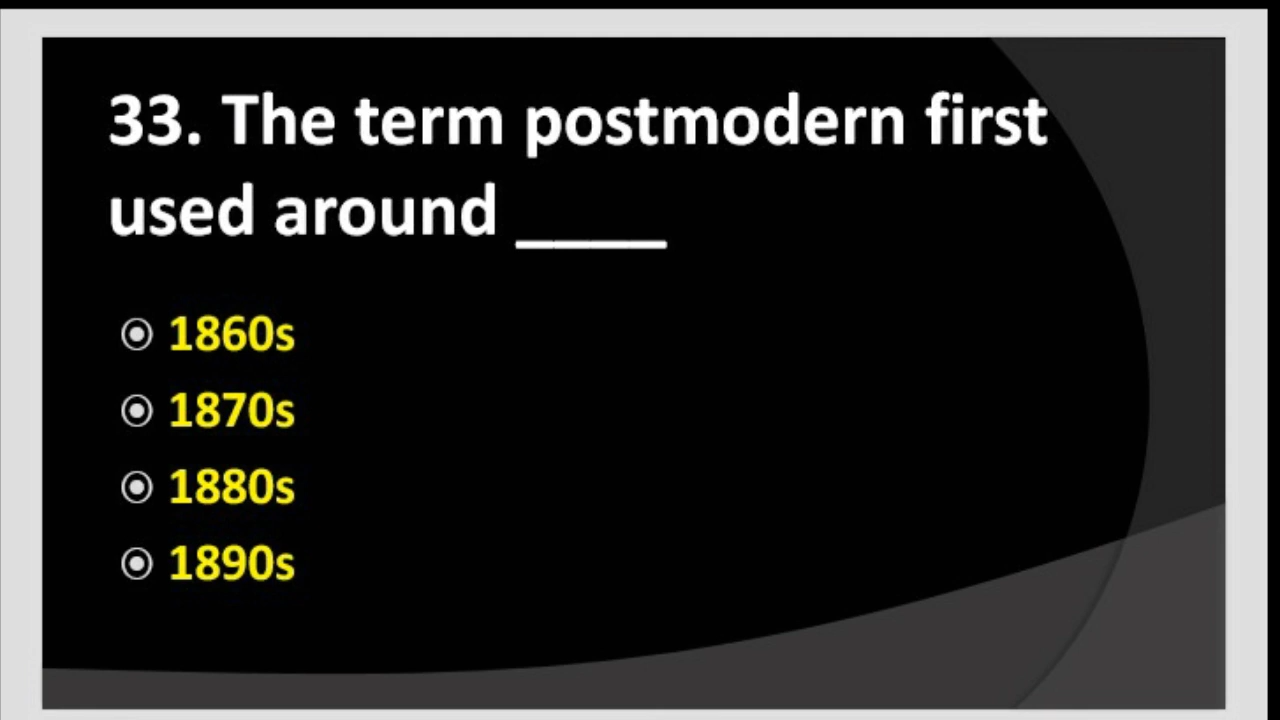 33. The term postmodern first
used around ____
1860s
1870s
1880s
1890s